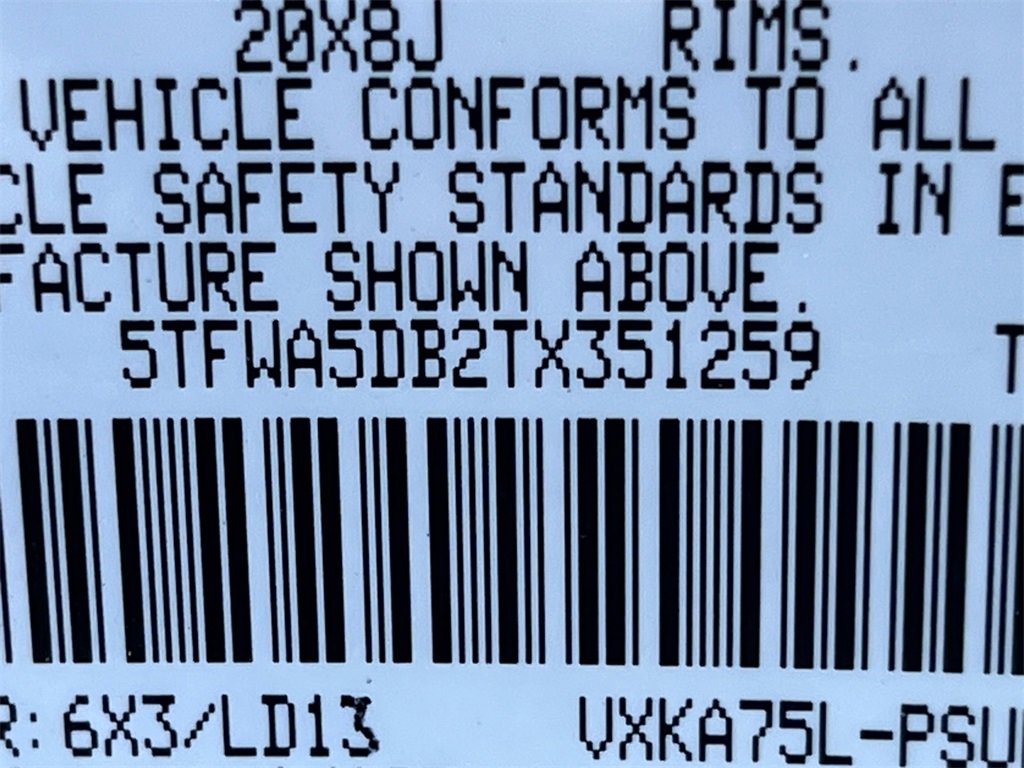 20X8J RIMS.
VEHICLE CONFORMS TO ALL
CLE SAFETY STANDARDS IN E
FACTURE SHOWN ABOVE.
5TFWA5DB2TX351259 T
R: 6X3/LD13 VXKA75L-PSU